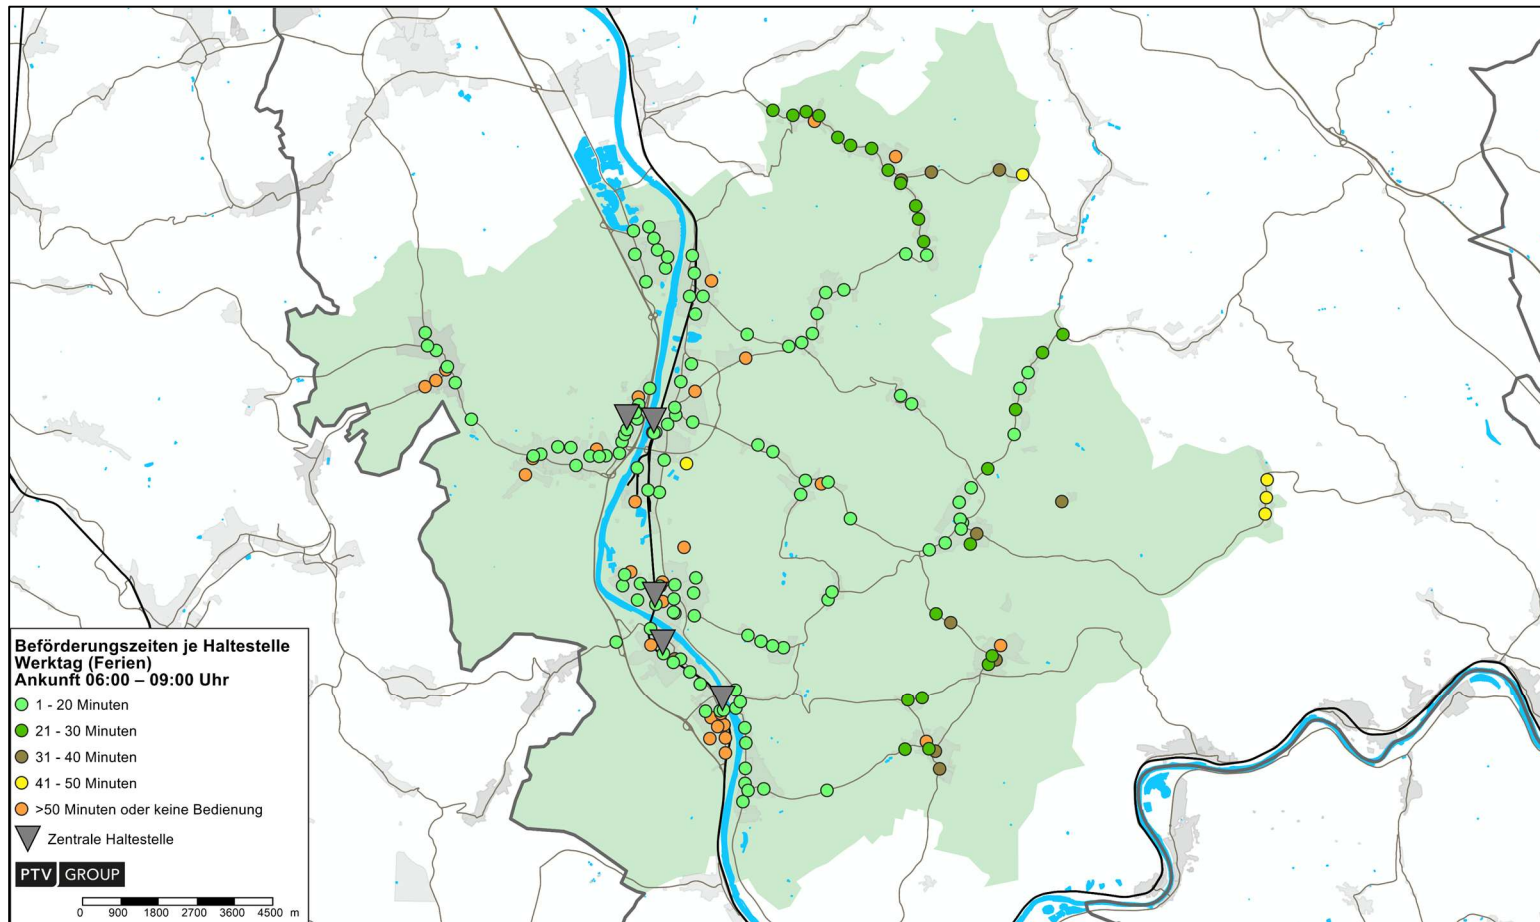 Beförderungszeiten je Haltestelle
Werktag (Ferien)
Ankunft 06:00 – 09:00 Uhr
1 - 20 Minuten
21 - 30 Minuten
31 - 40 Minuten
41 - 50 Minuten
>50 Minuten oder keine Bedienung
Zentrale Haltestelle
PTV GROUP
0 900 1800 2700 3600 4500 m